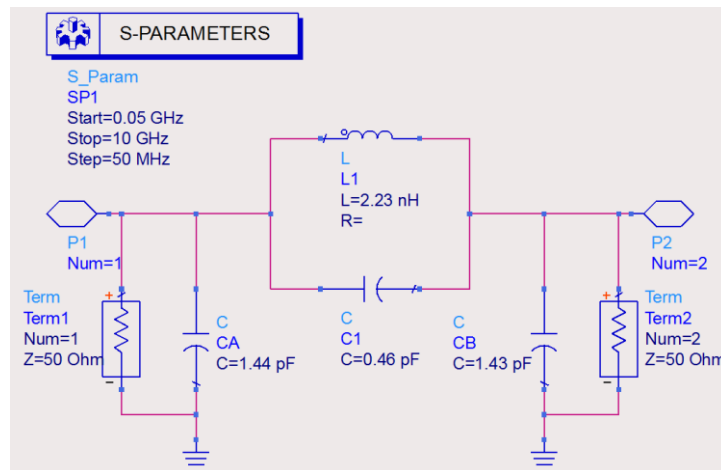 S-PARAMETERS
S_Param
SP1
Start=0.05 GHz
Stop=10 GHz
Step=50 MHz
L
L1
L=2.23 nH
R=
P1
Num=1
P2
Num=2
Term
Term1
Num=1
Z=50 Ohm
C
CA
C=1.44 pF
C
C1
C=0.46 pF
C
CB
C=1.43 pF
Term
Term2
Num=2
Z=50 Ohm